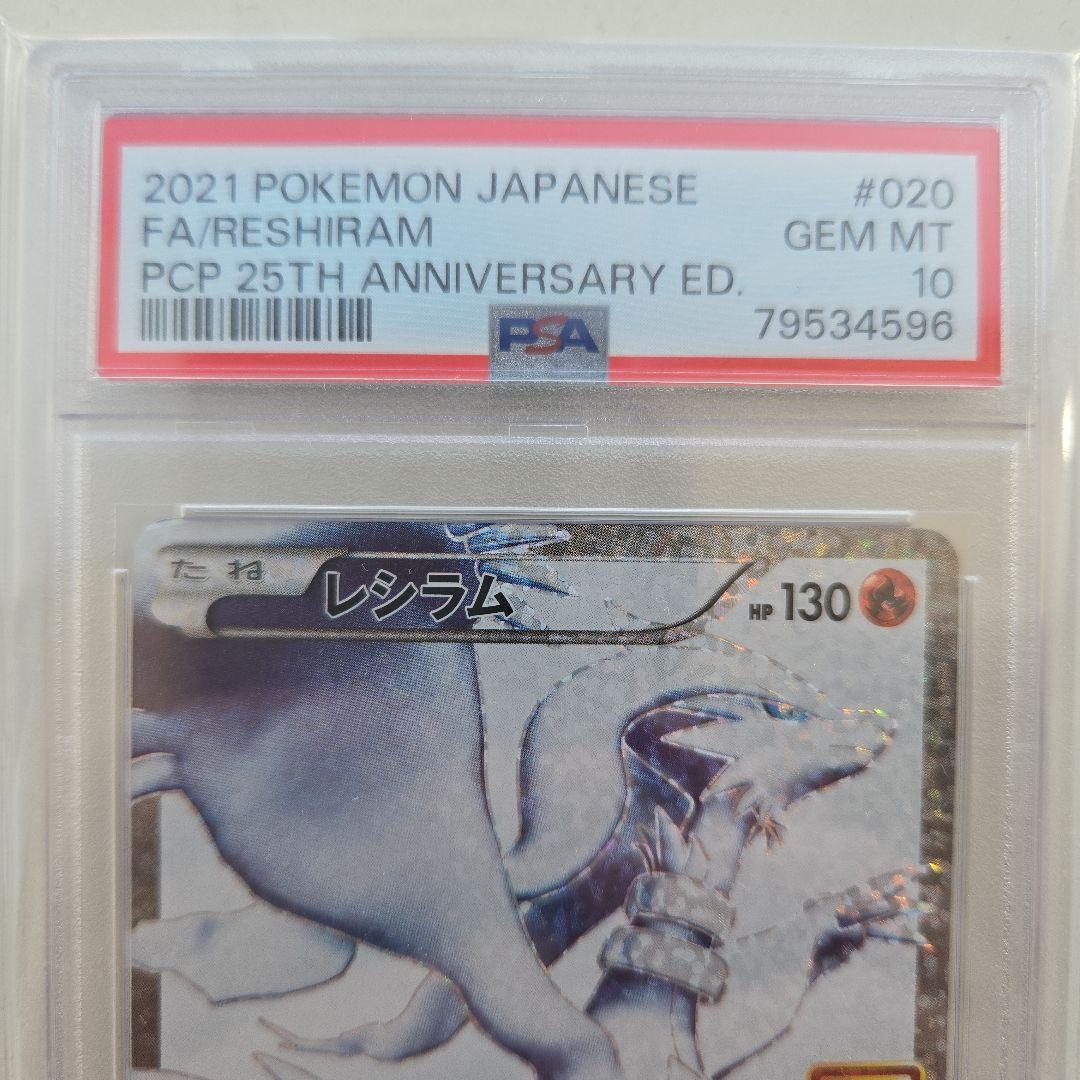 2021 POKEMON JAPANESE #020
FA/RESHIRAM GEM MT
PCP 25TH ANNIVERSARY ED. 10
PSA 79534596
たね レシラム HP 130